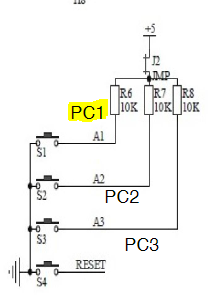 +5
J2
JMP
PC1
R6 R7 R8
10K 10K 10K
A1
S1
A2
S2
PC2
A3
S3
PC3
RESET
S4